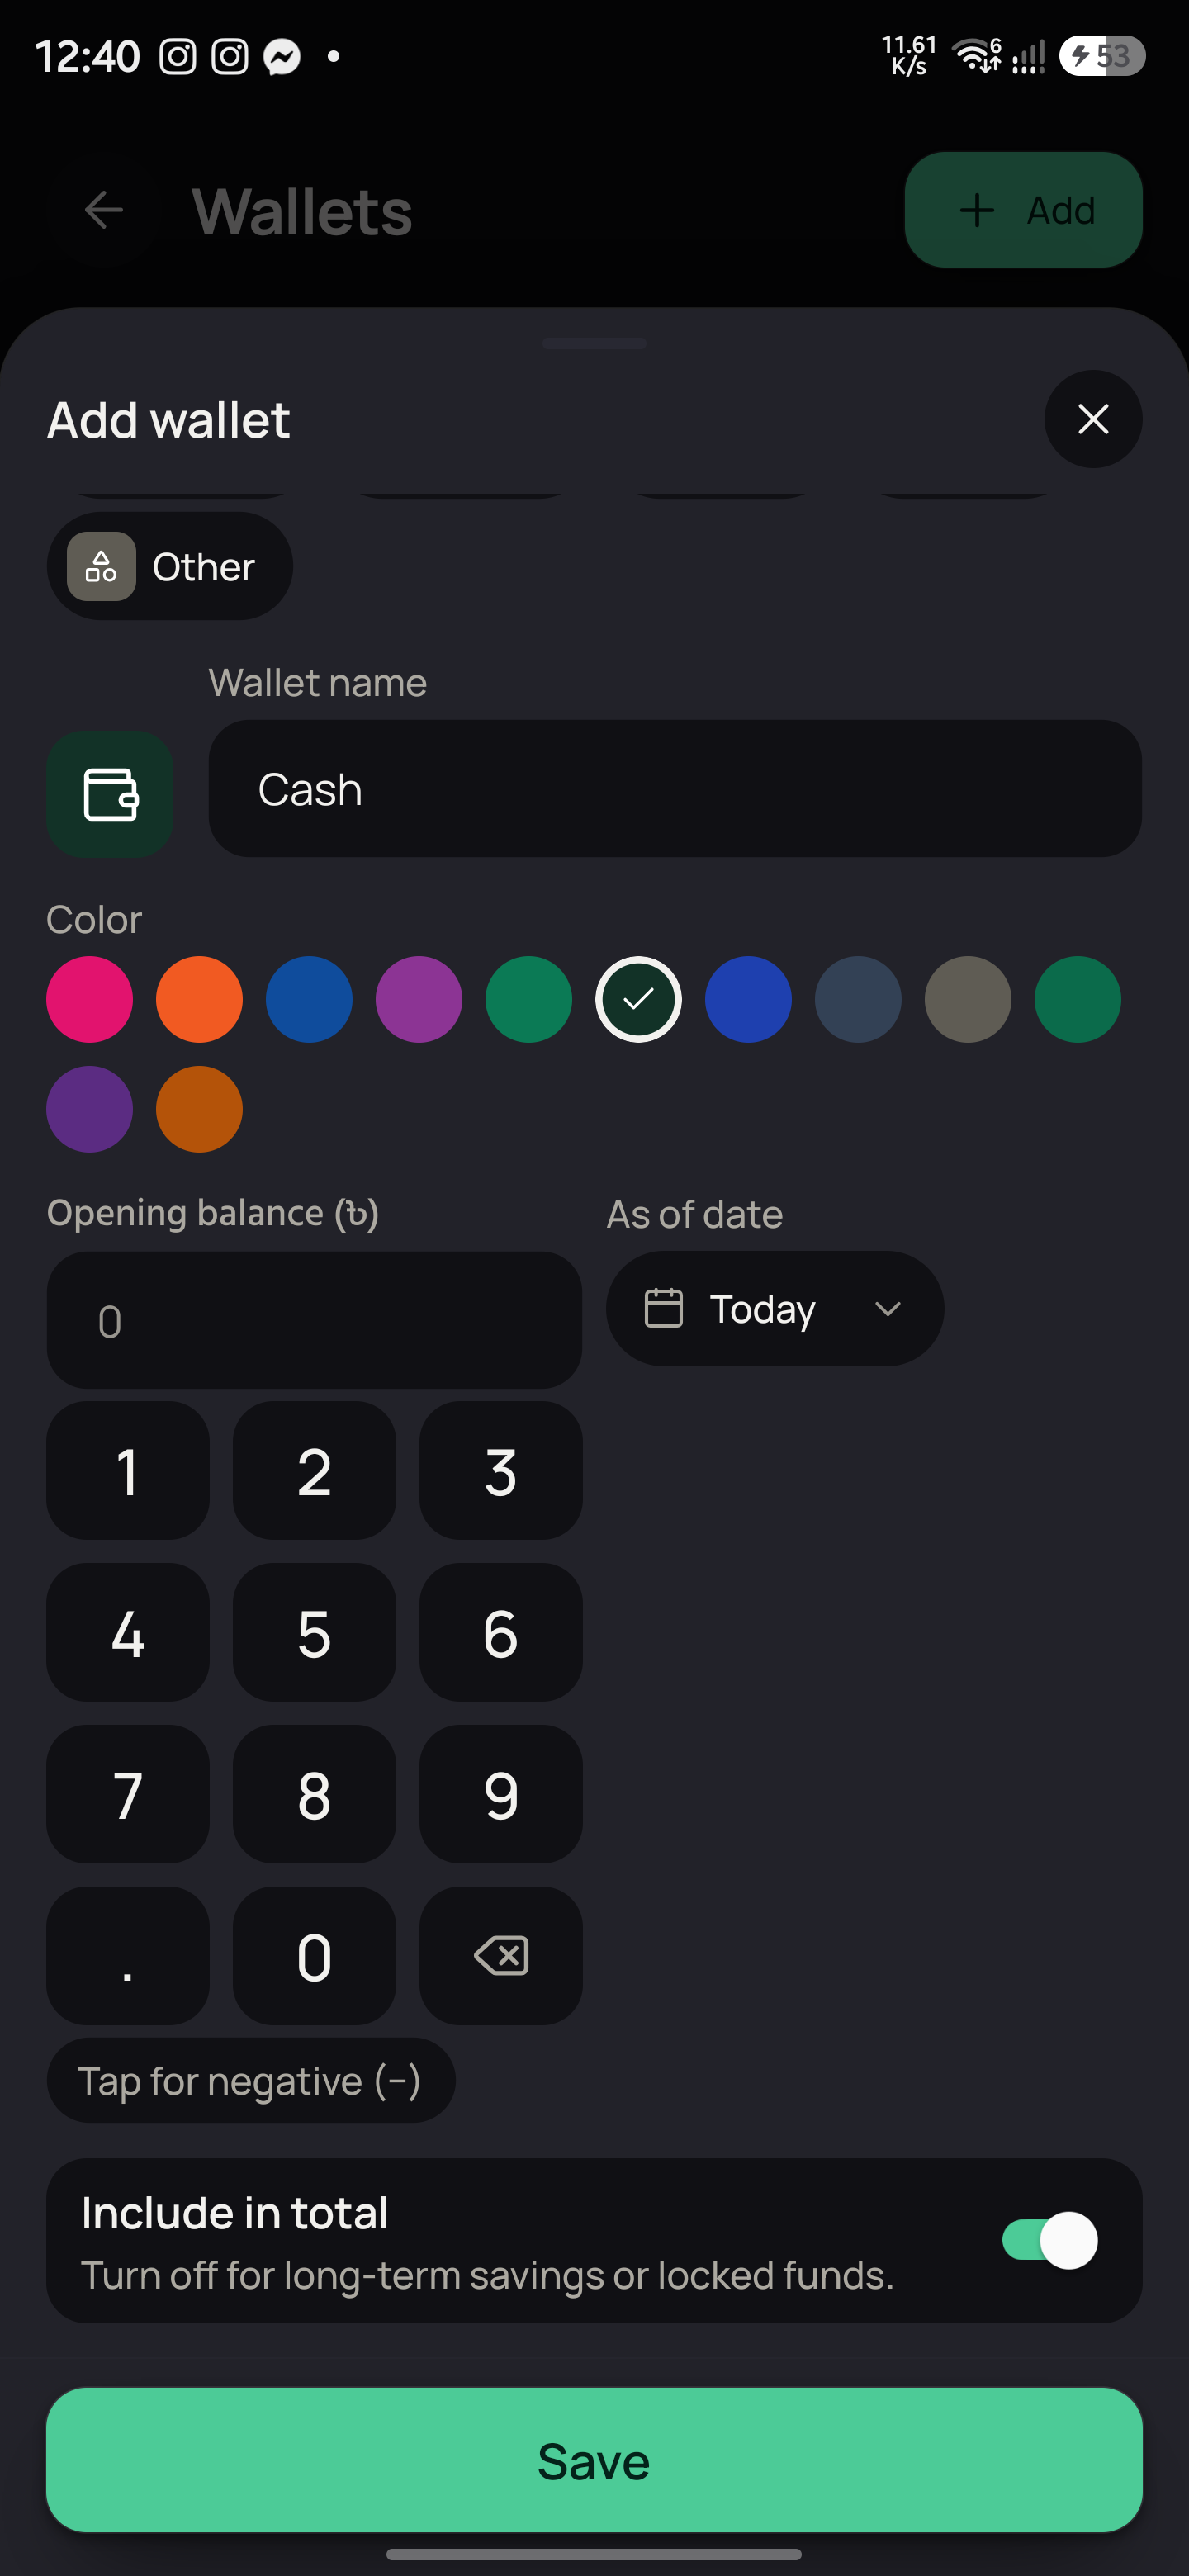 12:40
11.61
K/s
6
53
Wallets
Add
Add wallet
Other
Wallet name
Cash
Color
Opening balance (৳)
As of date
0
Today
1 2 3
4 5 6
7 8 9
. 0
Tap for negative (−)
Include in total
Turn off for long-term savings or locked funds.
Save